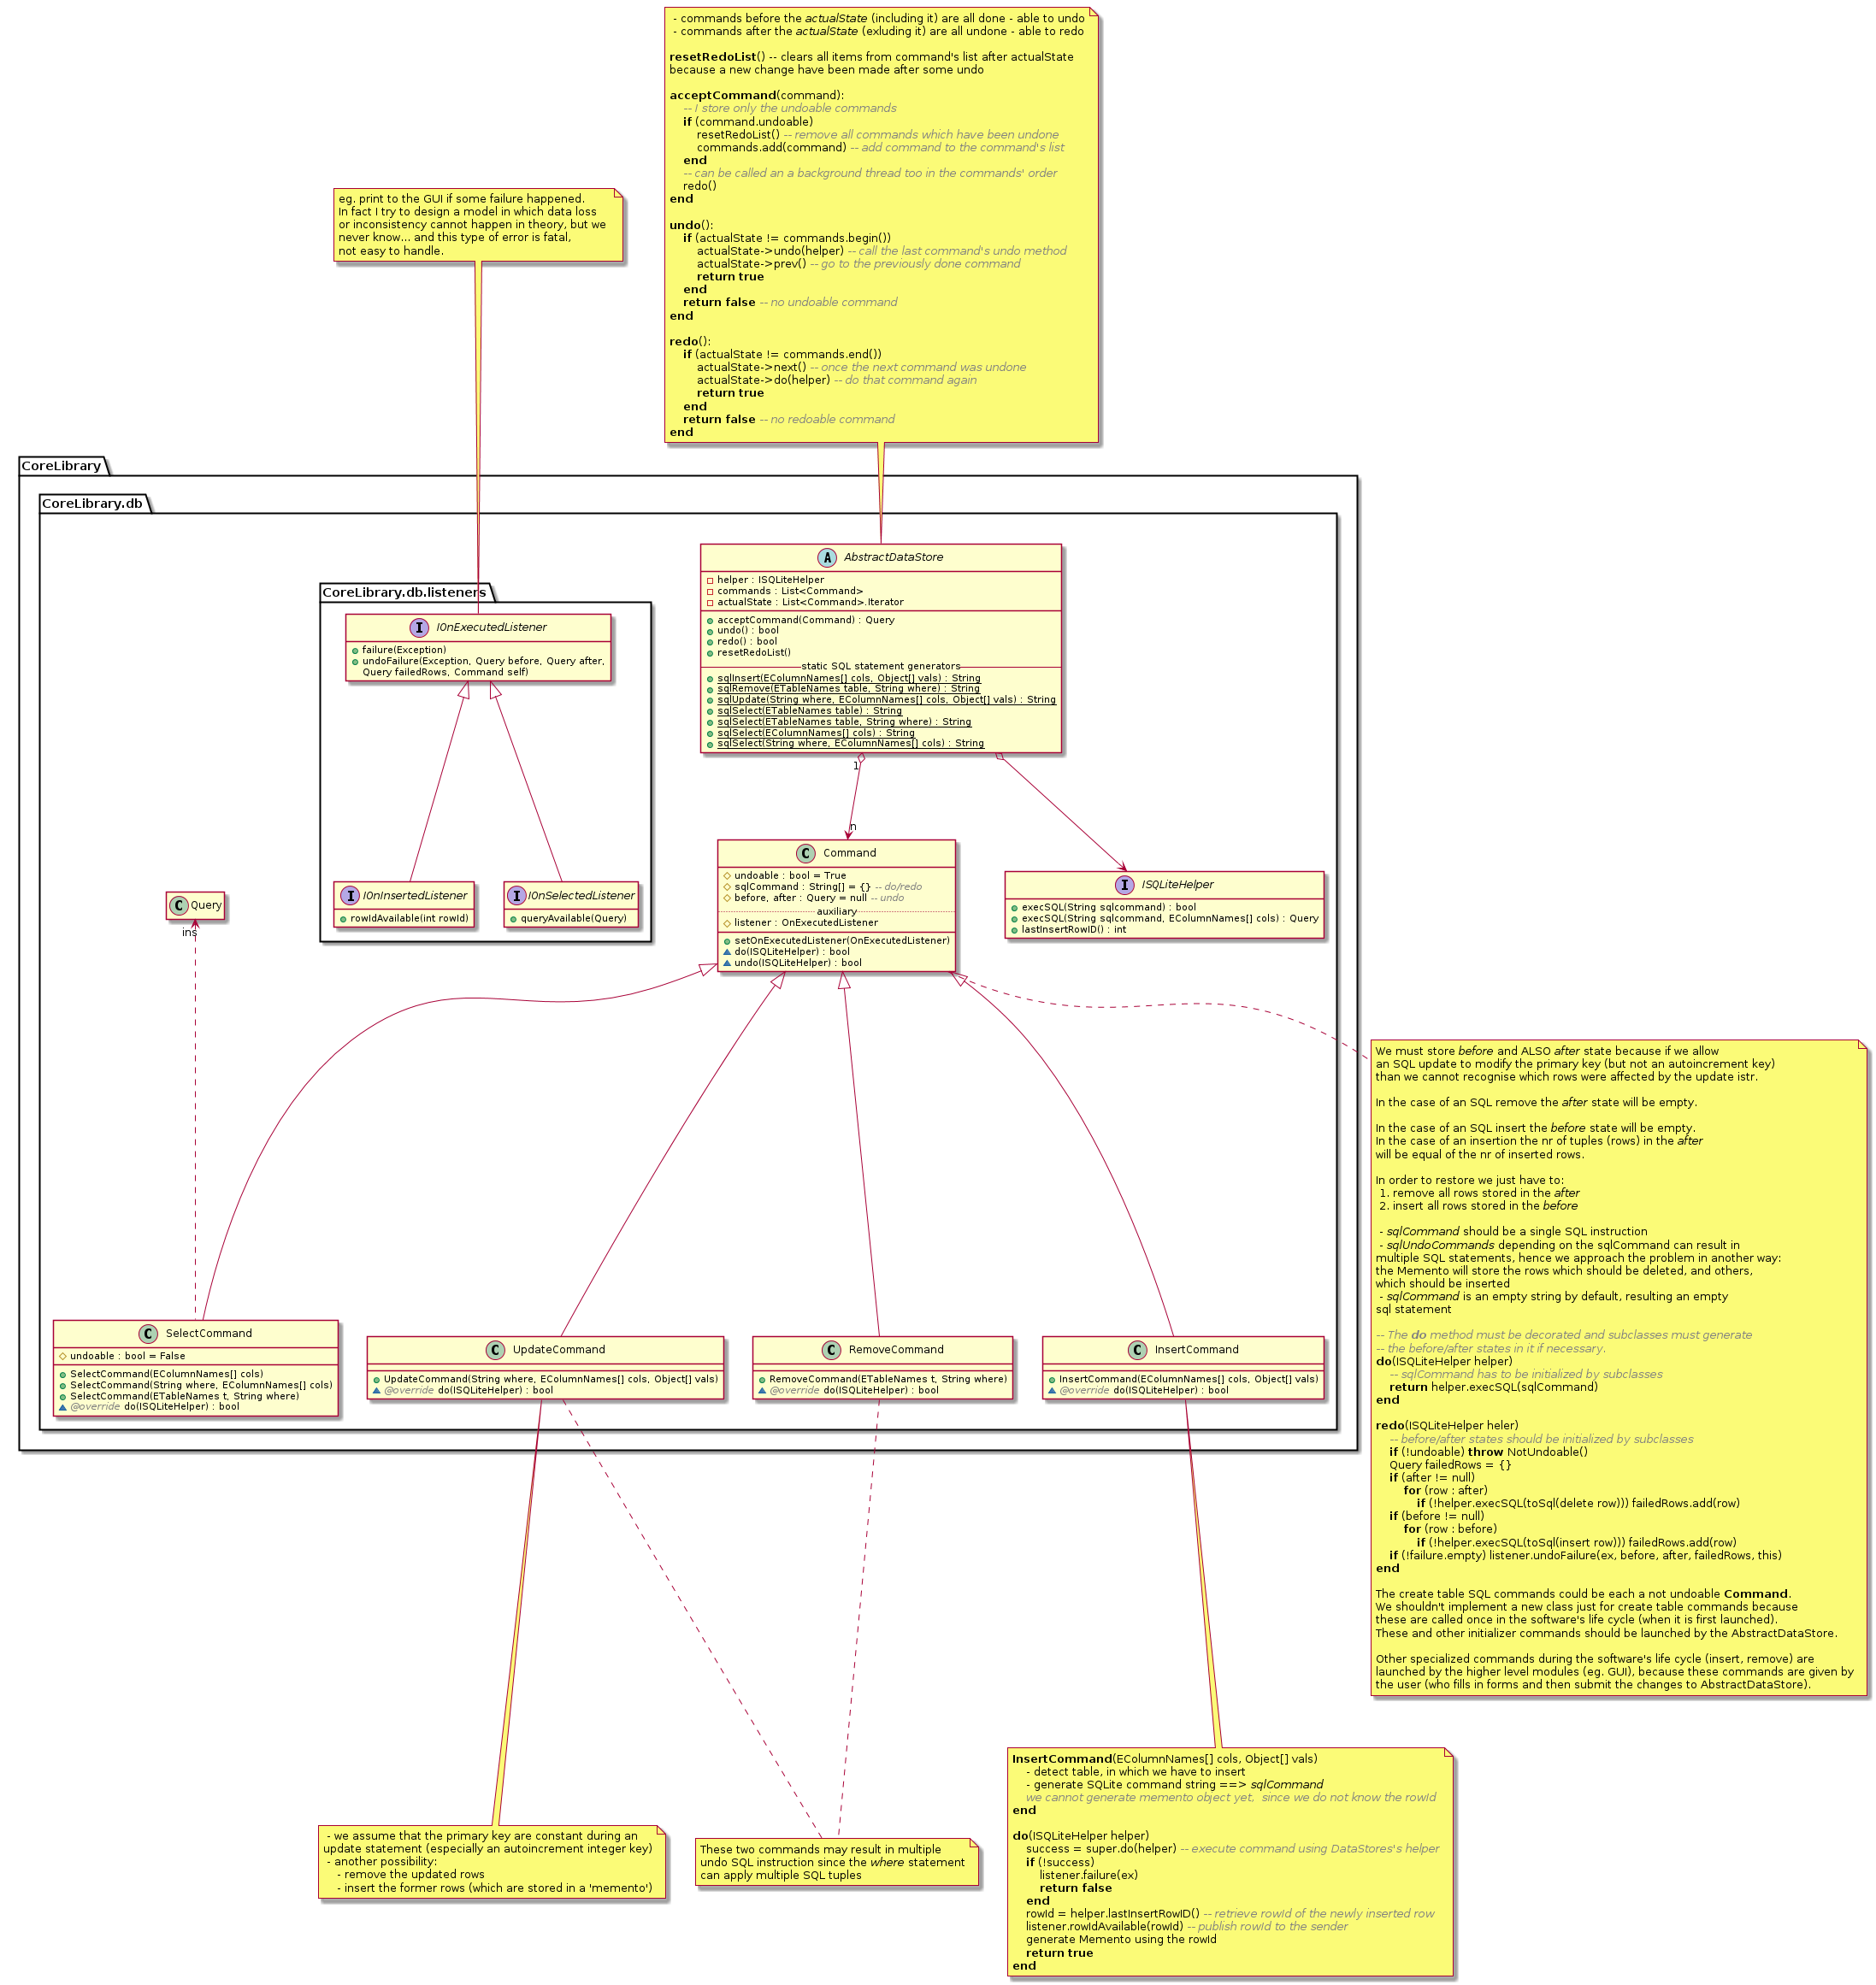 - commands before the actualState (including it) are all done - able to undo
- commands after the actualState (exluding it) are all undone - able to redo
resetRedoList() -- clears all items from command's list after actualState
because a new change have been made after some undo
acceptCommand(command):
-- I store only the undoable commands
if (command.undoable)
resetRedoList() -- remove all commands which have been undone
commands.add(command) -- add command to the command's list
end
-- can be called an a background thread too in the commands' order
redo()
end
undo():
if (actualState != commands.begin())
actualState->undo(helper) -- call the last command's undo method
actualState->prev() -- go to the previously done command
return true
end
return false -- no undoable command
end
redo():
if (actualState != commands.end())
actualState->next() -- once the next command was undone
actualState->do(helper) -- do that command again
return true
end
return false -- no redoable command
end
eg. print to the GUI if some failure happened.
In fact I try to design a model in which data loss
or inconsistency cannot happen in theory, but we
never know... and this type of error is fatal,
not easy to handle.
CoreLibrary
CoreLibrary.db
CoreLibrary.db.listeners
I IOnExecutedListener
failure(Exception)
undoFailure(Exception, Query before, Query after,
Query failedRows, Command self)
A AbstractDataStore
helper : ISQLiteHelper
commands : List<Command>
actualState : List<Command>.Iterator
acceptCommand(Command) : Query
undo() : bool
redo() : bool
resetRedoList()
static SQL statement generators
sqlInsert(EColumnNames[] cols, Object[] vals) : String
sqlRemove(ETableNames table, String where) : String
sqlUpdate(String where, EColumnNames[] cols, Object[] vals) : String
sqlSelect(ETableNames table) : String
sqlSelect(ETableNames table, String where) : String
sqlSelect(EColumnNames[] cols) : String
sqlSelect(String where, EColumnNames[] cols) : String
1
n
C Query
ins
I IOnInsertedListener
rowIdAvailable(int rowId)
I IOnSelectedListener
queryAvailable(Query)
C Command
undoable : bool = True
sqlCommand : String[] = {} -- do/redo
before, after : Query = null -- undo
auxiliary
listener : OnExecutedListener
setOnExecutedListener(OnExecutedListener)
do(ISQLiteHelper) : bool
undo(ISQLiteHelper) : bool
I ISQLiteHelper
execSQL(String sqlcommand) : bool
execSQL(String sqlcommand, EColumnNames[] cols) : Query
lastInsertRowID() : int
We must store before and ALSO after state because if we allow
an SQL update to modify the primary key (but not an autoincrement key)
than we cannot recognise which rows were affected by the update istr.
In the case of an SQL remove the after state will be empty.
In the case of an SQL insert the before state will be empty.
In the case of an insertion the nr of tuples (rows) in the after
will be equal of the nr of inserted rows.
In order to restore we just have to:
1. remove all rows stored in the after
2. insert all rows stored in the before
- sqlCommand should be a single SQL instruction
- sqlUndoCommands depending on the sqlCommand can result in
multiple SQL statements, hence we approach the problem in another way:
the Memento will store the rows which should be deleted, and others,
which should be inserted
- sqlCommand is an empty string by default, resulting an empty
sql statement
-- The do method must be decorated and subclasses must generate
-- the before/after states in it if necessary.
do(ISQLiteHelper helper)
-- sqlCommand has to be initialized by subclasses
return helper.execSQL(sqlCommand)
end
redo(ISQLiteHelper heler)
-- before/after states should be initialized by subclasses
if (!undoable) throw NotUndoable()
Query failedRows = {}
if (after != null)
for (row : after)
if (!helper.execSQL(toSql(delete row))) failedRows.add(row)
if (before != null)
for (row : before)
if (!helper.execSQL(toSql(insert row))) failedRows.add(row)
if (!failure.empty) listener.undoFailure(ex, before, after, failedRows, this)
end
The create table SQL commands could be each a not undoable Command.
We shouldn't implement a new class just for create table commands because
these are called once in the software's life cycle (when it is first launched).
These and other initializer commands should be launched by the AbstractDataStore.
Other specialized commands during the software's life cycle (insert, remove) are
launched by the higher level modules (eg. GUI), because these commands are given by
the user (who fills in forms and then submit the changes to AbstractDataStore).
C SelectCommand
undoable : bool = False
SelectCommand(EColumnNames[] cols)
SelectCommand(String where, EColumnNames[] cols)
SelectCommand(ETableNames t, String where)
@override do(ISQLiteHelper) : bool
C UpdateCommand
UpdateCommand(String where, EColumnNames[] cols, Object[] vals)
@override do(ISQLiteHelper) : bool
C RemoveCommand
RemoveCommand(ETableNames t, String where)
@override do(ISQLiteHelper) : bool
C InsertCommand
InsertCommand(EColumnNames[] cols, Object[] vals)
@override do(ISQLiteHelper) : bool
- we assume that the primary key are constant during an
update statement (especially an autoincrement integer key)
- another possibility:
- remove the updated rows
- insert the former rows (which are stored in a 'memento')
These two commands may result in multiple
undo SQL instruction since the where statement
can apply multiple SQL tuples
InsertCommand(EColumnNames[] cols, Object[] vals)
- detect table, in which we have to insert
- generate SQLite command string ==> sqlCommand
we cannot generate memento object yet, since we do not know the rowId
end
do(ISQLiteHelper helper)
success = super.do(helper) -- execute command using DataStores's helper
if (!success)
listener.failure(ex)
return false
end
rowId = helper.lastInsertRowID() -- retrieve rowId of the newly inserted row
listener.rowIdAvailable(rowId) -- publish rowId to the sender
generate Memento using the rowId
return true
end